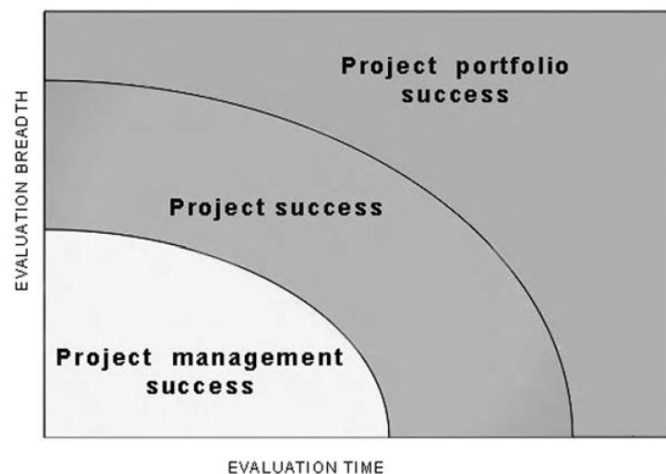 Project portfolio
success
EVALUATION BREADTH
Project success
Project management
success
EVALUATION TIME